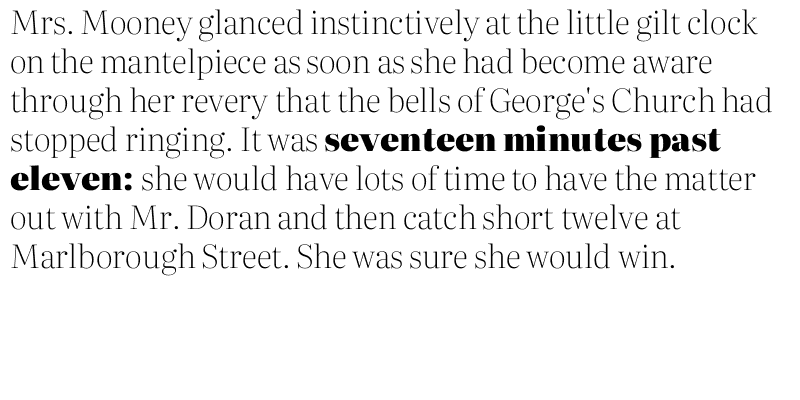 Mrs. Mooney glanced instinctively at the little gilt clock
on the mantelpiece as soon as she had become aware
through her revery that the bells of George's Church had
stopped ringing. It was seventeen minutes past
eleven: she would have lots of time to have the matter
out with Mr. Doran and then catch short twelve at
Marlborough Street. She was sure she would win.